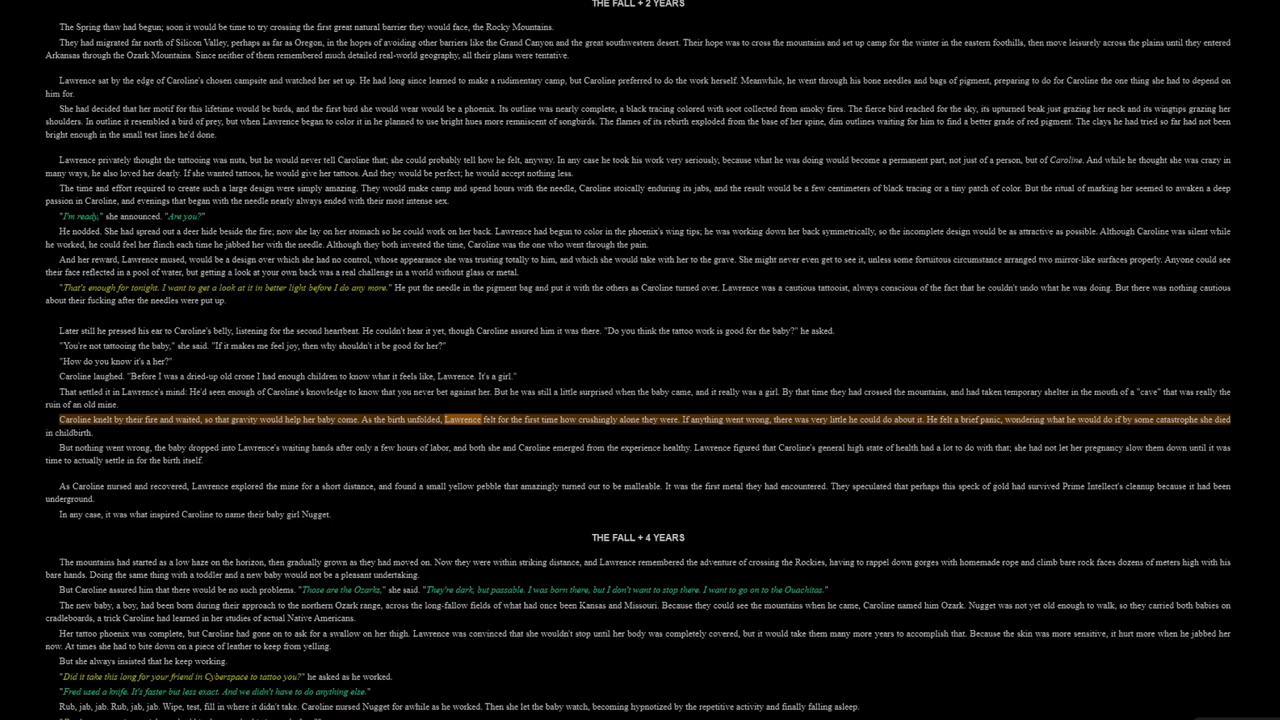 THE FALL + 2 YEARS
The Spring thaw had begun; soon it would be time to try crossing the first great natural barrier they would face, the Rocky Mountains.
They had migrated far north of Silicon Valley, perhaps as far as Oregon, in the hopes of avoiding other barriers like the Grand Canyon and the great southwestern desert. Their hope was to cross the mountains and set up camp for the winter in the eastern foothills, then move leisurely across the plains until they entered
Arkansas through the Ozark Mountains. Since neither of them remembered much detailed real-world geography, all their plans were tentative.
Lawrence sat by the edge of Caroline's chosen campsite and watched her set up. He had long since learned to make a rudimentary camp, but Caroline preferred to do the work herself. Meanwhile, he went through his bone needles and bags of pigment, preparing to do for Caroline the one thing she had to depend on
him for.
She had decided that her motif for this lifetime would be birds, and the first bird she would wear would be a phoenix. Its outline was nearly complete, a black tracing colored with soot collected from smoky fires. The fierce bird reached for the sky, its upturned beak just grazing her neck and its wingtips grazing her
shoulders. In outline it resembled a bird of prey, but when Lawrence began to color it in he planned to use bright hues more remniscent of songbirds. The flames of its rebirth exploded from the base of her spine, dim outlines waiting for him to find a better grade of red pigment. The clays he had tried so far had not been
bright enough in the small test lines he'd done.
Lawrence privately thought the tattooing was nuts, but he would never tell Caroline that; she could probably tell how he felt, anyway. In any case he took his work very seriously, because what he was doing would become a permanent part, not just of a person, but of Caroline. And while he thought she was crazy in
many ways, he also loved her dearly. If she wanted tattoos, he would give her tattoos. And they would be perfect; he would accept nothing less.
The time and effort required to create such a large design were simply amazing. They would make camp and spend hours with the needle, Caroline stoically enduring its jabs, and the result would be a few centimeters of black tracing or a tiny patch of color. But the ritual of marking her seemed to awaken a deep
passion in Caroline, and evenings that began with the needle nearly always ended with their most intense sex.
"I'm ready," she announced. "Are you?"
He nodded. She had spread out a deer hide beside the fire; now she lay on her stomach so he could work on her back. Lawrence had begun to color in the phoenix's wing tips; he was working down her back symmetrically, so the incomplete design would be as attractive as possible. Although Caroline was silent while
he worked, he could feel her flinch each time he jabbed her with the needle. Although they both invested the time, Caroline was the one who went through the pain.
And her reward, Lawrence mused, would be a design over which she had no control, whose appearance she was trusting totally to him, and which she would take with her to the grave. She might never even get to see it, unless some fortuitous circumstance arranged two mirror-like surfaces properly. Anyone could see
their face reflected in a pool of water, but getting a look at your own back was a real challenge in a world without glass or metal.
"That's enough for tonight. I want to get a look at it in better light before I do any more." He put the needle in the pigment bag and put it with the others as Caroline turned over. Lawrence was a cautious tattooist, always conscious of the fact that he couldn't undo what he was doing. But there was nothing cautious
about their fucking after the needles were put up.
Later still he pressed his ear to Caroline's belly, listening for the second heartbeat. He couldn't hear it yet, though Caroline assured him it was there. "Do you think the tattoo work is good for the baby?" he asked.
"You're not tattooing the baby," she said. "If it makes me feel joy, then why shouldn't it be good for her?"
"How do you know it's a her?"
Caroline laughed. "Before I was a dried-up old crone I had enough children to know what it feels like, Lawrence. It's a girl."
That settled it in Lawrence's mind: He'd seen enough of Caroline's knowledge to know that you never bet against her. But he was still a little surprised when the baby came, and it really was a girl. By that time they had crossed the mountains, and had taken temporary shelter in the mouth of a "cave" that was really the
ruin of an old mine.
Caroline knelt by their fire and waited, so that gravity would help her baby come. As the birth unfolded, Lawrence felt for the first time how crushingly alone they were. If anything went wrong, there was very little he could do about it. He felt a brief panic, wondering what he would do if by some catastrophe she died
in childbirth.
But nothing went wrong, the baby dropped into Lawrence's waiting hands after only a few hours of labor, and both she and Caroline emerged from the experience healthy. Lawrence figured that Caroline's general high state of health had a lot to do with that; she had not let her pregnancy slow them down until it was
time to actually settle in for the birth itself.
As Caroline nursed and recovered, Lawrence explored the mine for a short distance, and found a small yellow pebble that amazingly turned out to be malleable. It was the first metal they had encountered. They speculated that perhaps this speck of gold had survived Prime Intellect's cleanup because it had been
underground.
In any case, it was what inspired Caroline to name their baby girl Nugget.
THE FALL + 4 YEARS
The mountains had started as a low haze on the horizon, then gradually grown as they had moved on. Now they were within striking distance, and Lawrence remembered the adventure of crossing the Rockies, having to rappel down gorges with homemade rope and climb bare rock faces dozens of meters high with his
bare hands. Doing the same thing with a toddler and a new baby would not be a pleasant undertaking.
But Caroline assured him that there would be no such problems. "Those are the Ozarks," she said. "They're dark, but passable. I was born there, but I don't want to stop there. I want to go on to the Ouachitas."
The new baby, a boy, had been born during their approach to the northern Ozark range, across the long-fallow fields of what had once been Kansas and Missouri. Because they could see the mountains when he came, Caroline named him Ozark. Nugget was not yet old enough to walk, so they carried both babies on
cradleboards, a trick Caroline had learned in her studies of actual Native Americans.
Her tattoo phoenix was complete, but Caroline had gone on to ask for a swallow on her thigh. Lawrence was convinced that she wouldn't stop until her body was completely covered, but it would take them many more years to accomplish that. Because the skin was more sensitive, it hurt more when he jabbed her
now. At times she had to bite down on a piece of leather to keep from yelling.
But she always insisted that he keep working.
"Did it take this long for your friend in Cyberspace to tattoo you?" he asked as he worked.
"Fred used a knife. It's faster but less exact. And we didn't have to do anything else."
Rub, jab, jab. Rub, jab, jab. Wipe, test, fill in where it didn't take. Caroline nursed Nugget for awhile as he worked. Then she let the baby watch, becoming hypnotized by the repetitive activity and finally falling asleep.